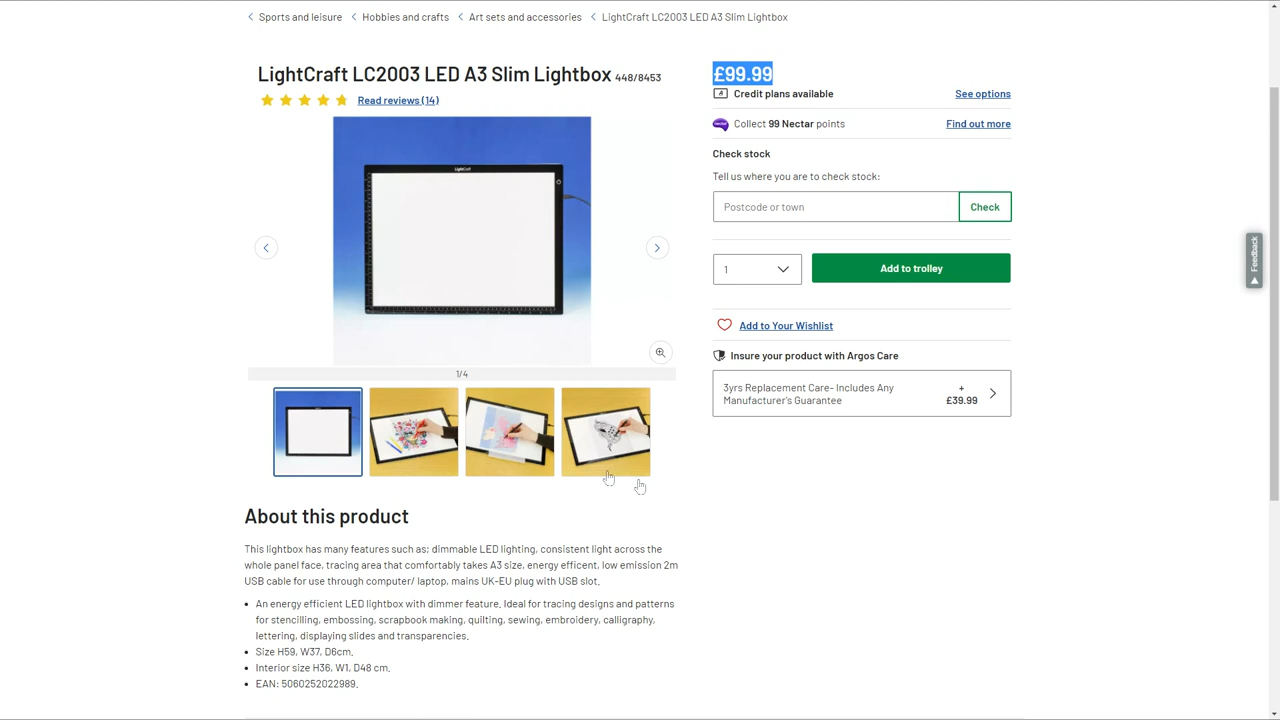 Sports and leisure Hobbies and crafts Art sets and accessories LightCraft LC2003 LED A3 Slim Lightbox
LightCraft LC2003 LED A3 Slim Lightbox 448/8453
Read reviews (14)
LightCraft
1/4
£99.99
Credit plans available See options
Collect 99 Nectar points Find out more
Check stock
Tell us where you are to check stock:
Postcode or town Check
1 Add to trolley
Add to Your Wishlist
Insure your product with Argos Care
3yrs Replacement Care- Includes Any
Manufacturer's Guarantee
+
£39.99
Feedback
About this product
This lightbox has many features such as; dimmable LED lighting, consistent light across the
whole panel face, tracing area that comfortably takes A3 size, energy efficent, low emission 2m
USB cable for use through computer/ laptop, mains UK-EU plug with USB slot.
An energy efficient LED lightbox with dimmer feature. Ideal for tracing designs and patterns
for stencilling, embossing, scrapbook making, quilting, sewing, embroidery, calligraphy,
lettering, displaying slides and transparencies.
Size H59, W37, D6cm.
Interior size H36, W1, D48 cm.
EAN: 5060252022989.